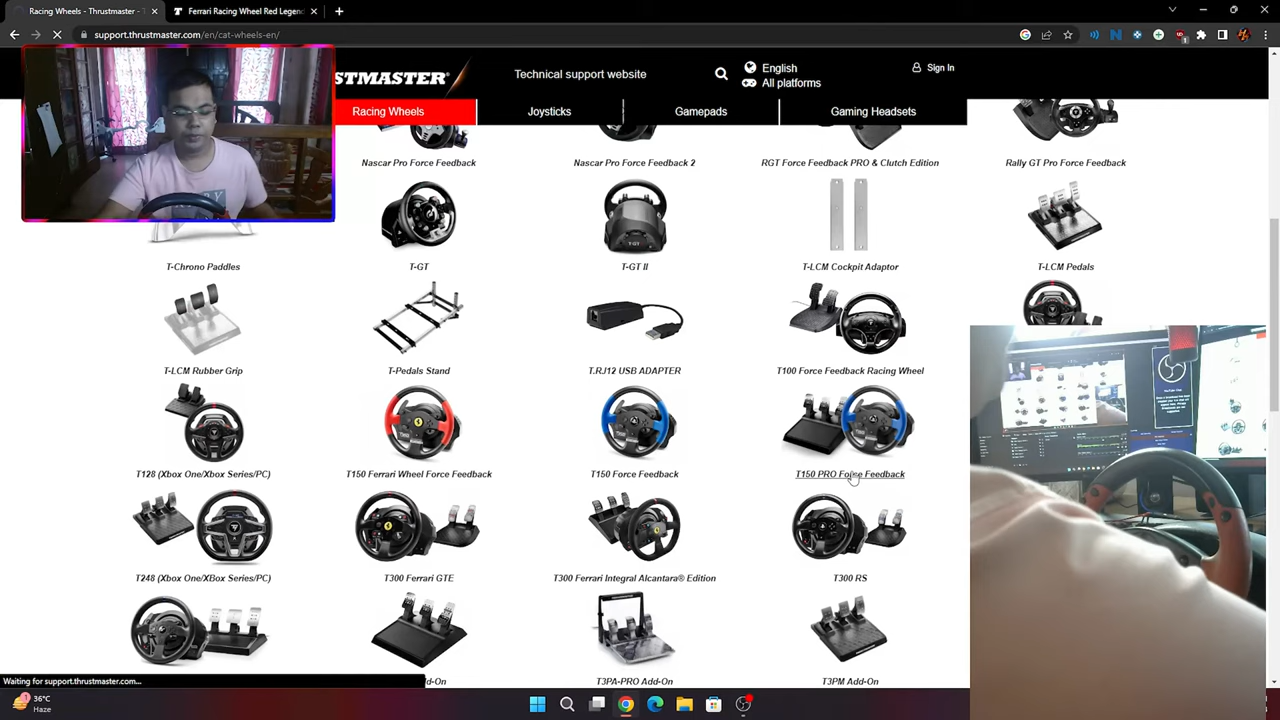 Racing Wheels - Thrustmaster - T
Ferrari Racing Wheel Red Legend
support.thrustmaster.com/en/cat-wheels-en/
STMASTER®
Technical support website
English
All platforms
Sign In
Racing Wheels
Joysticks
Gamepads
Gaming Headsets
Nascar Pro Force Feedback
Nascar Pro Force Feedback 2
RGT Force Feedback PRO & Clutch Edition
Rally GT Pro Force Feedback
T-Chrono Paddles
T-GT
T-GT II
T-LCM Cockpit Adaptor
T-LCM Pedals
T-LCM Rubber Grip
T-Pedals Stand
T.RJ12 USB ADAPTER
T100 Force Feedback Racing Wheel
T128 (Xbox One/Xbox Series/PC)
T150 Ferrari Wheel Force Feedback
T150 Force Feedback
T150 PRO Force Feedback
T248 (Xbox One/XBox Series/PC)
T300 Ferrari GTE
T300 Ferrari Integral Alcantara® Edition
T300 RS
d-On
T3PA-PRO Add-On
T3PM Add-On
Waiting for support.thrustmaster.com...
36°C
Haze